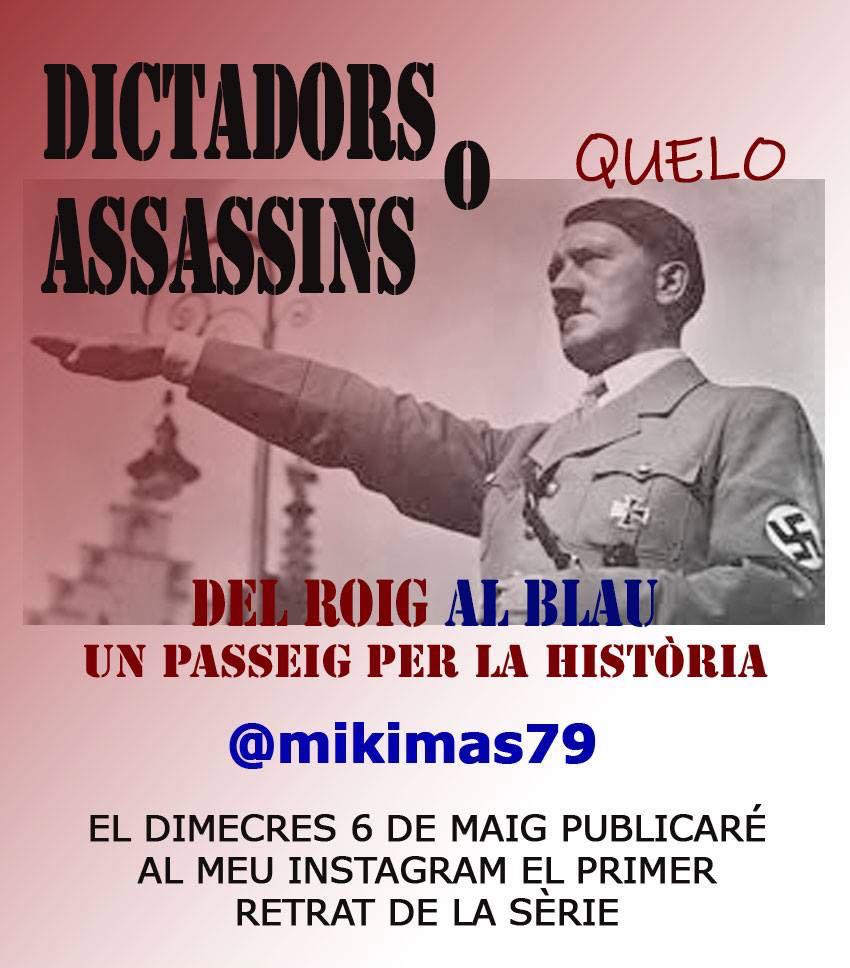 DICTADORS
O
ASSASSINS
QUELO
DEL ROIG AL BLAU
UN PASSEIG PER LA HISTÒRIA
@mikimas79
EL DIMECRES 6 DE MAIG PUBLICARÉ
AL MEU INSTAGRAM EL PRIMER
RETRAT DE LA SÈRIE